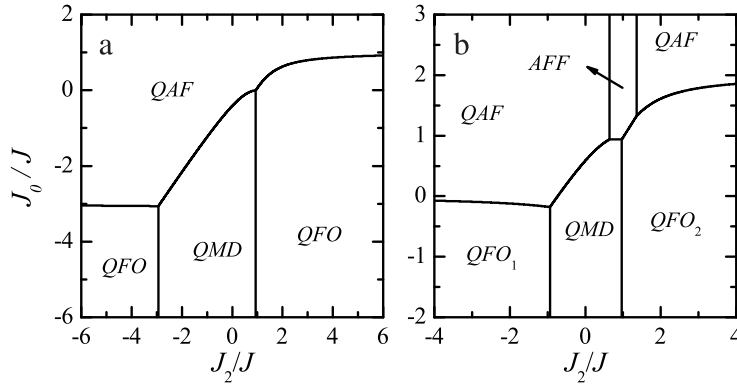 2
0
-2
-4
-6
-6 -4 -2 0 2 4 6
J₀ / J
J₂/J
a
QAF
QFO
QMD
QFO
3
2
1
0
-1
-2
-4 -2 0 2 4
J₂/J
b
QAF
AFF
QAF
QMD
QFO₁
QFO₂